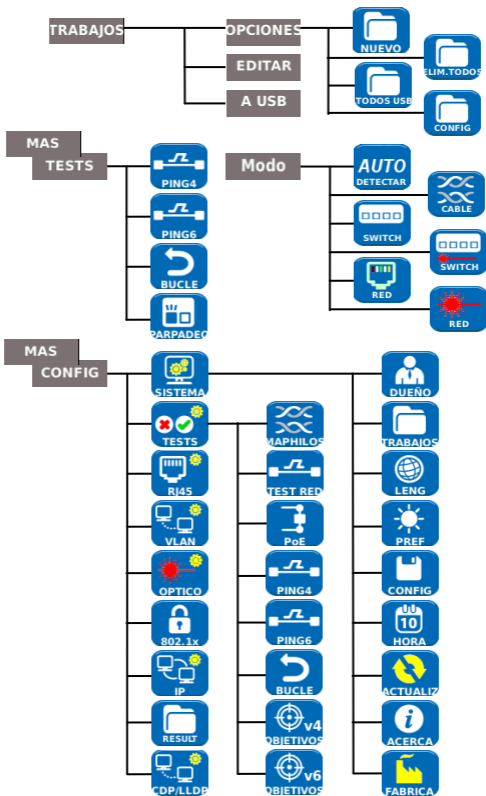 TRABAJOS
OPCIONES
NUEVO
ELIM.TODOS
EDITAR
TODOS USB
A USB
CONFIG
MAS
TESTS
PING4
PING6
BUCLE
PARPADEO
Modo
AUTO
DETECTAR
CABLE
SWITCH
SWITCH
RED
RED
MAS
CONFIG
SISTEMA
TESTS
RJ45
VLAN
OPTICO
802.1x
IP
RESULT
CDP/LLDP
MAPHILOS
TEST RED
PoE
PING4
PING6
BUCLE
v4
OBJETIVOS
v6
OBJETIVOS
DUEÑO
TRABAJOS
LENG
PREF
CONFIG
10
HORA
ACTUALIZ
i
ACERCA
FABRICA